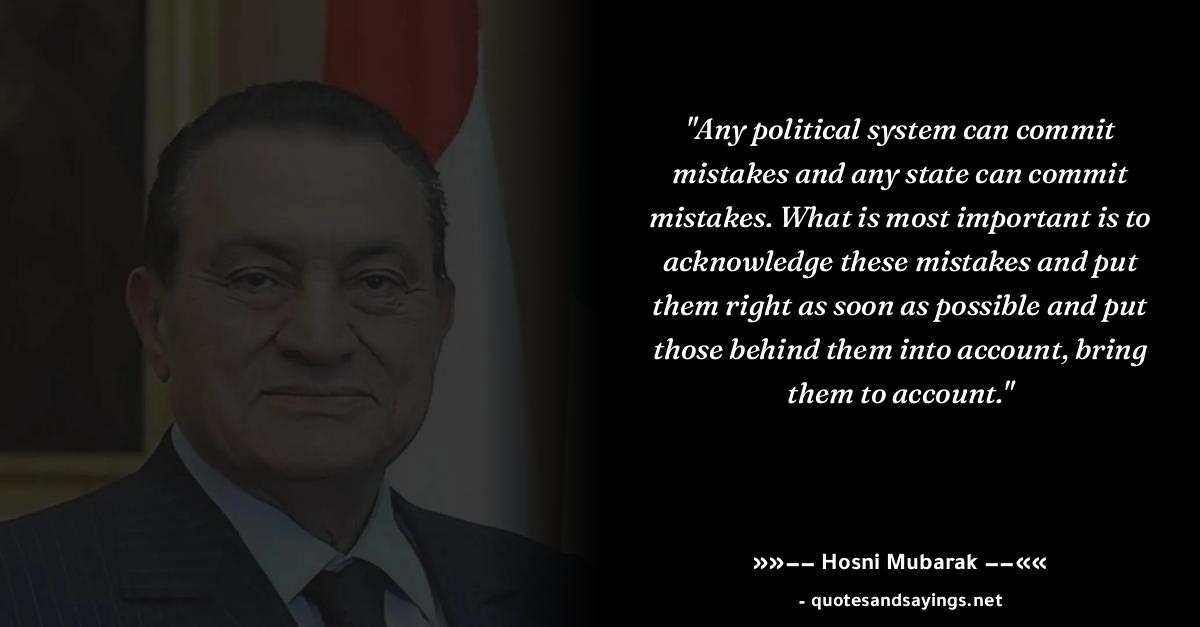 "Any political system can commit
mistakes and any state can commit
mistakes. What is most important is to
acknowledge these mistakes and put
them right as soon as possible and put
those behind them into account, bring
them to account."
»»−− Hosni Mubarak −−««
- quotesandsayings.net